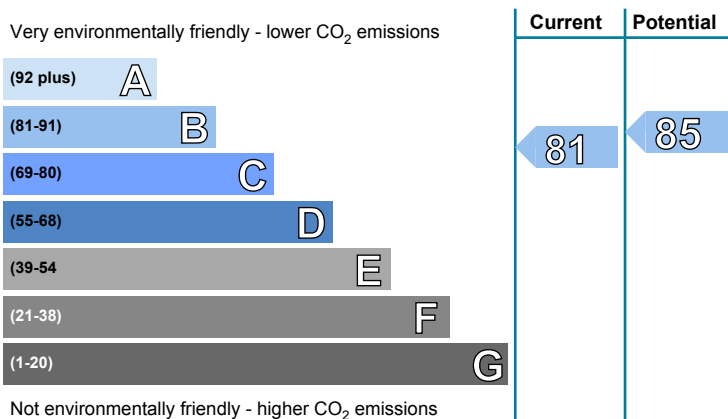 Very environmentally friendly - lower CO2 emissions
Current
Potential
(92 plus) A
(81-91) B
(69-80) C
(55-68) D
(39-54 E
(21-38) F
(1-20) G
81
85
Not environmentally friendly - higher CO2 emissions